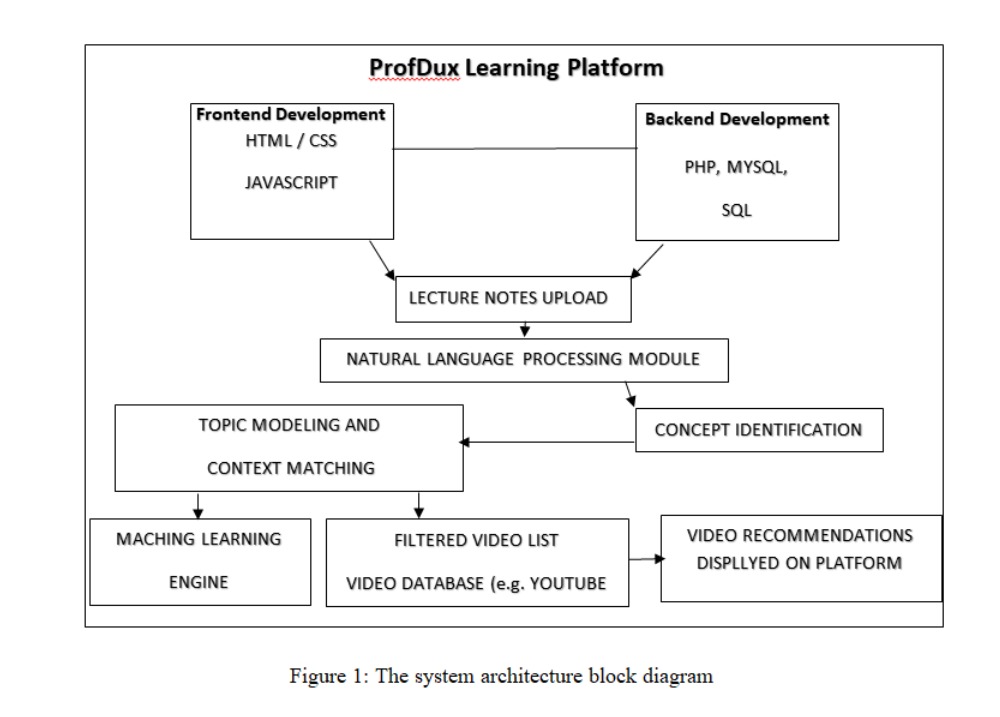 ProfDux Learning Platform
Frontend Development
HTML / CSS
JAVASCRIPT
Backend Development
PHP, MYSQL,
SQL
LECTURE NOTES UPLOAD
NATURAL LANGUAGE PROCESSING MODULE
CONCEPT IDENTIFICATION
TOPIC MODELING AND
CONTEXT MATCHING
MACHING LEARNING
ENGINE
FILTERED VIDEO LIST
VIDEO DATABASE (e.g. YOUTUBE
VIDEO RECOMMENDATIONS
DISPLLYED ON PLATFORM
Figure 1: The system architecture block diagram